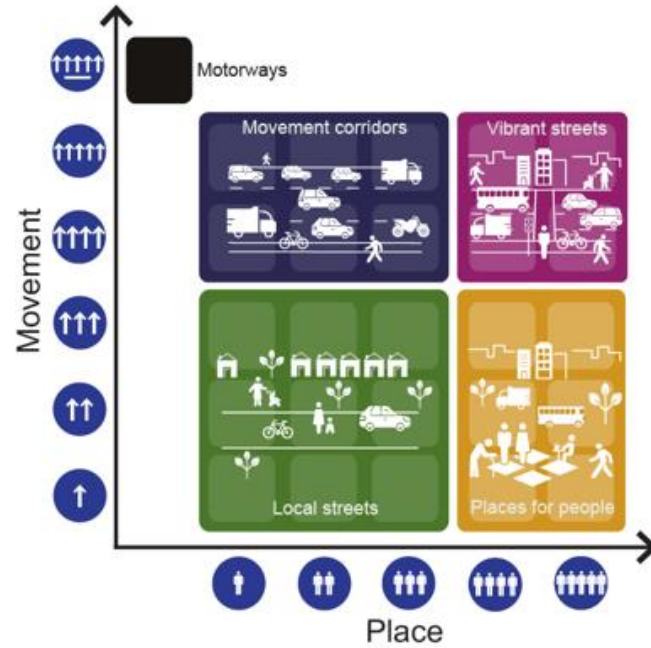 Motorways
Movement corridors
Vibrant streets
Movement
Local streets
Places for people
Place